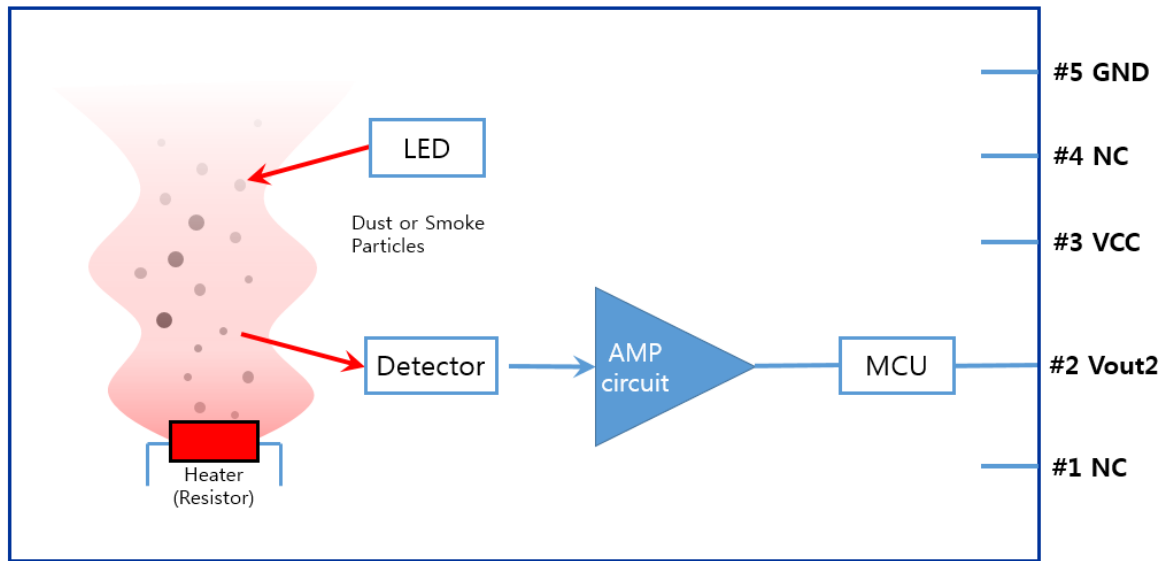 #5 GND
LED
#4 NC
Dust or Smoke
Particles
#3 VCC
Detector
AMP
circuit
MCU
#2 Vout2
Heater
(Resistor)
#1 NC